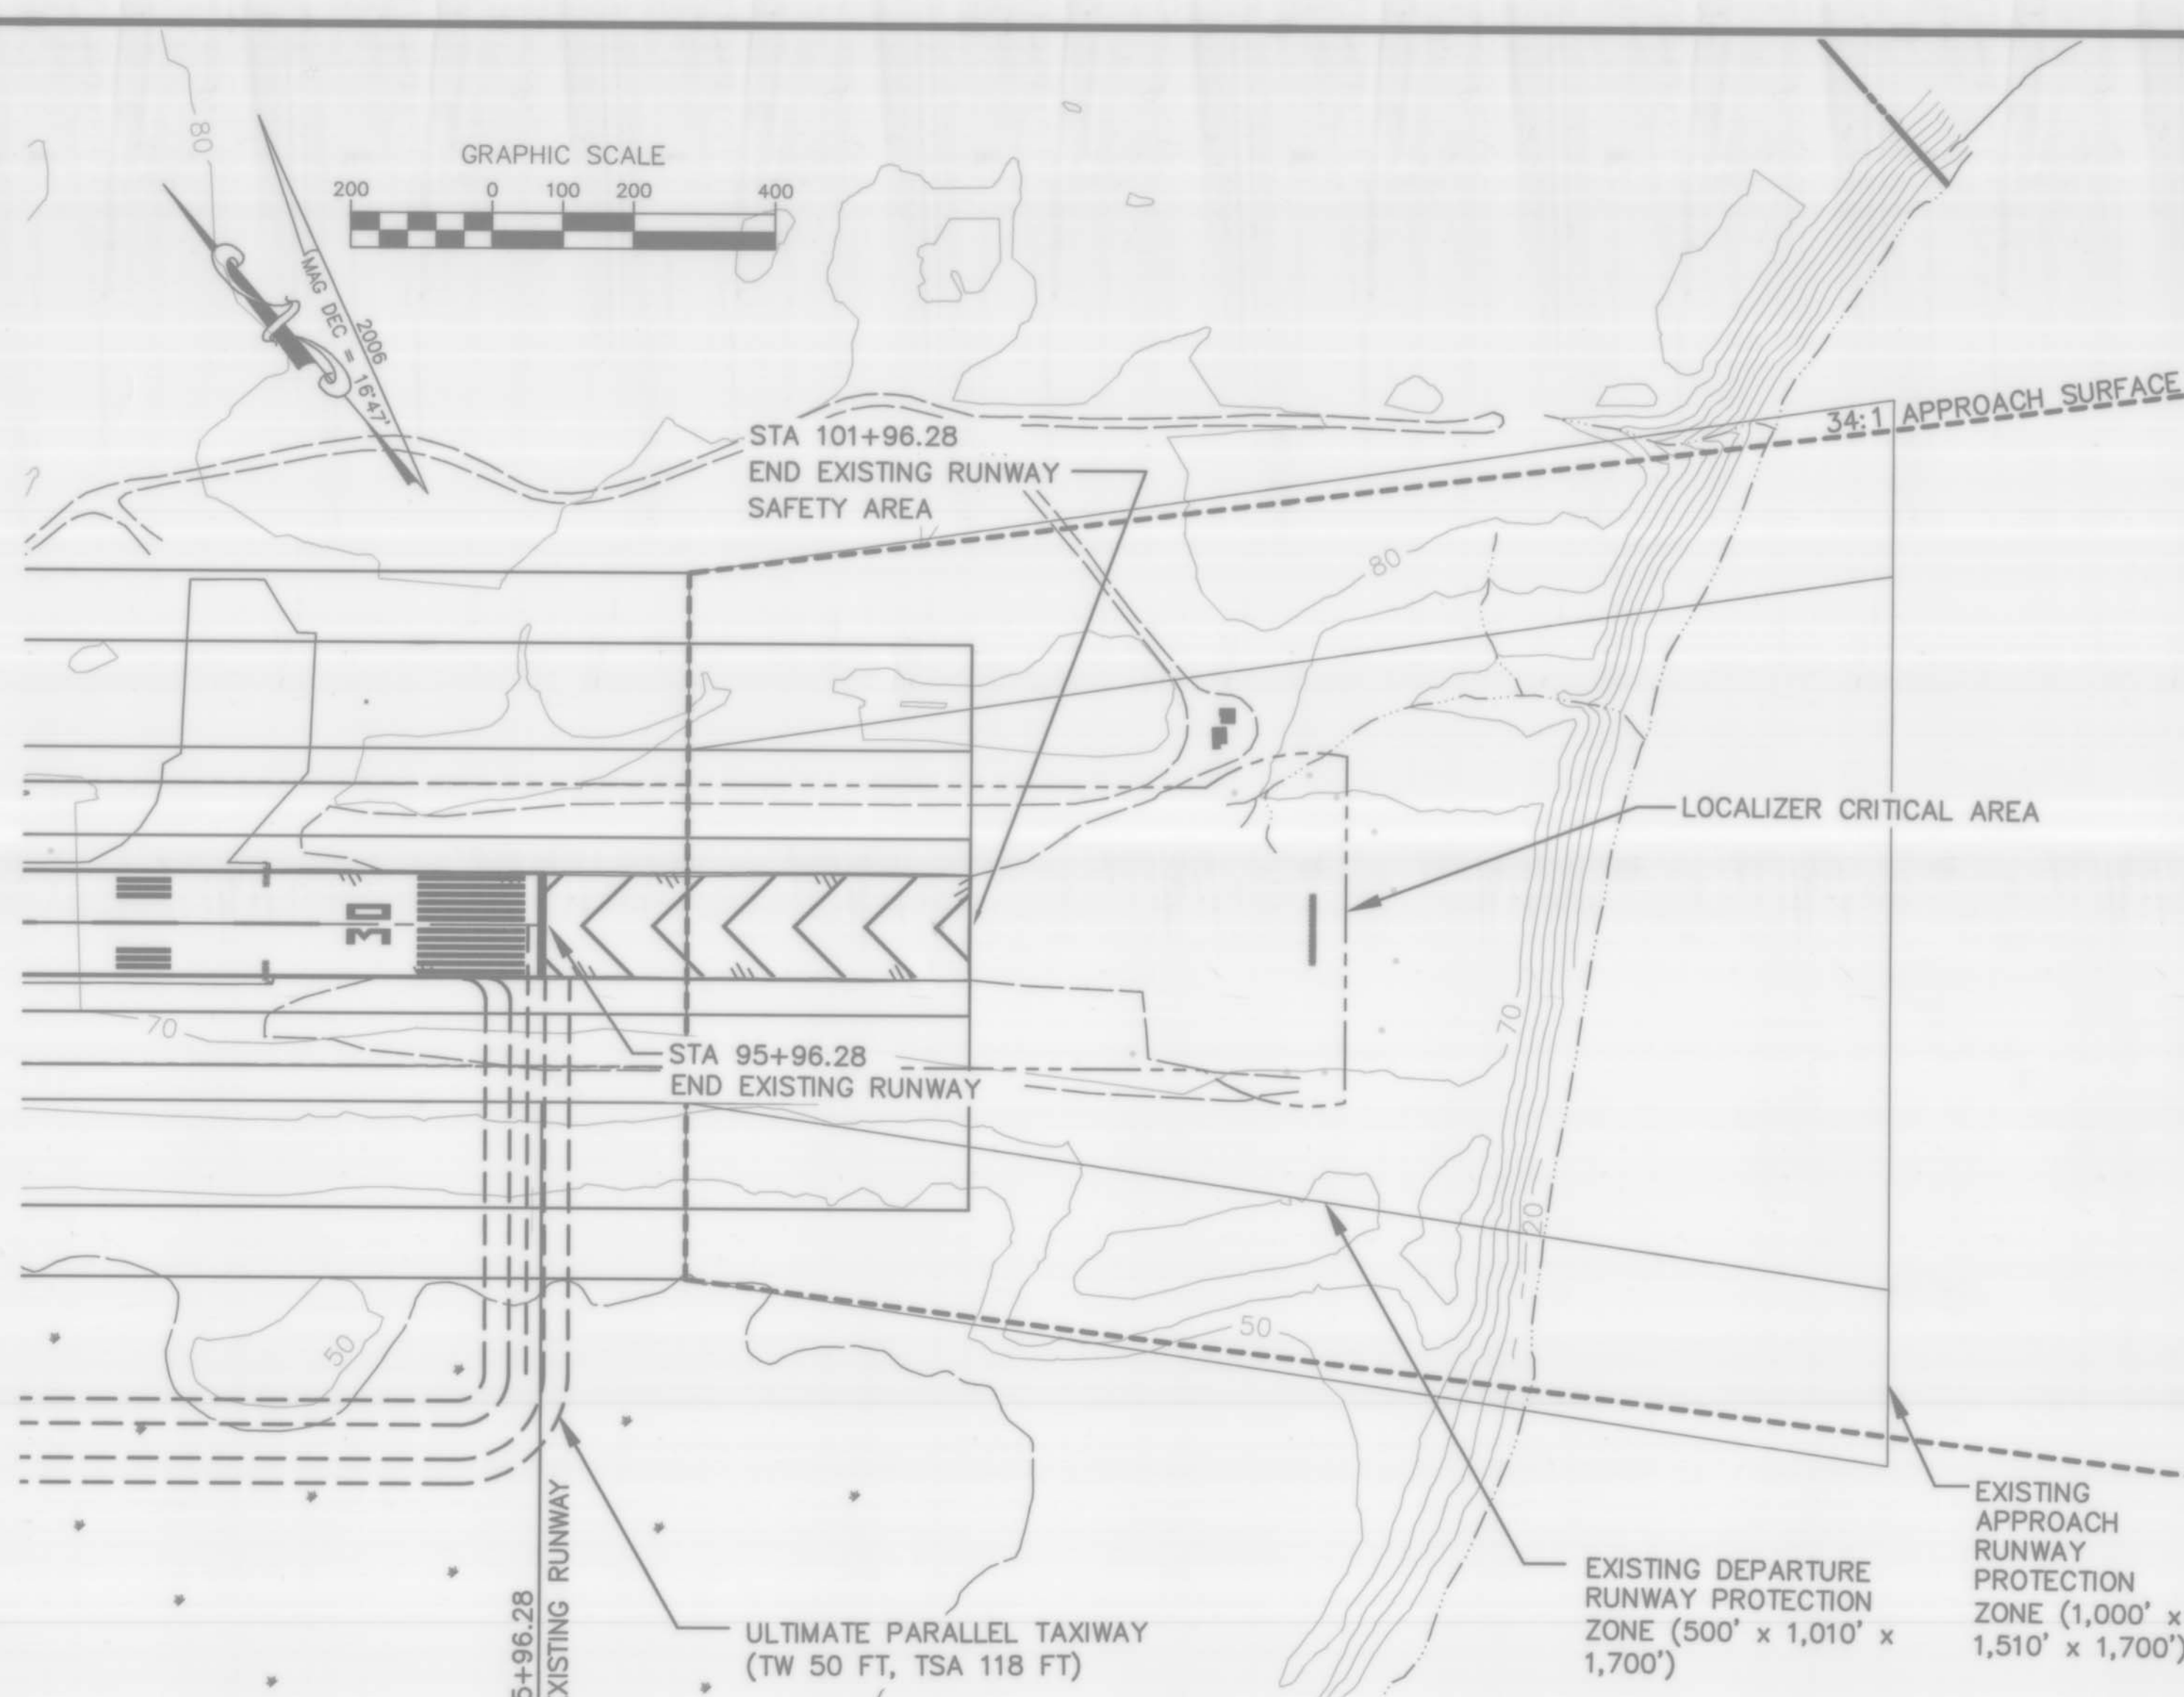 GRAPHIC SCALE
200 0 100 200 400
80
MAG DEC = 16°47'
2006
34:1 APPROACH SURFACE
STA 101+96.28
END EXISTING RUNWAY
SAFETY AREA
80
LOCALIZER CRITICAL AREA
30
70
70
STA 95+96.28
END EXISTING RUNWAY
20
50
50
EXISTING
APPROACH
RUNWAY
PROTECTION
ZONE (1,000' x
1,510' x 1,700')
EXISTING DEPARTURE
RUNWAY PROTECTION
ZONE (500' x 1,010' x
1,700')
5+96.28
EXISTING RUNWAY
ULTIMATE PARALLEL TAXIWAY
(TW 50 FT, TSA 118 FT)